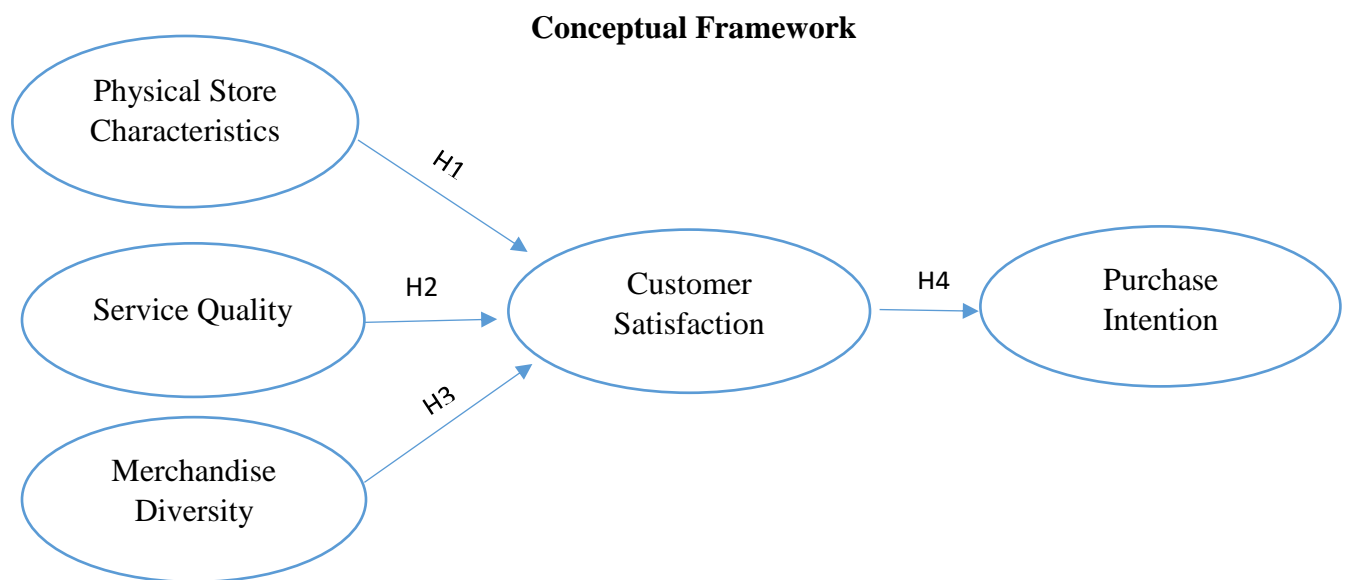 Conceptual Framework
Physical Store
Characteristics
H1
Service Quality
H2
Customer
Satisfaction
H4
Purchase
Intention
H3
Merchandise
Diversity